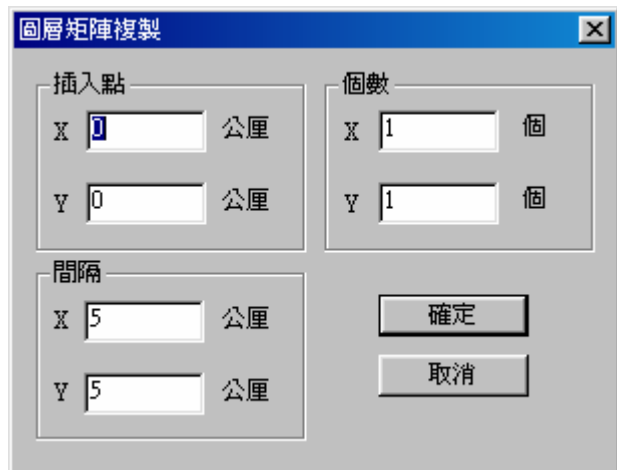 圖層矩陣複製
插入點
X 0 公厘
Y 0 公厘
個數
X 1 個
Y 1 個
間隔
X 5 公厘
Y 5 公厘
確定
取消